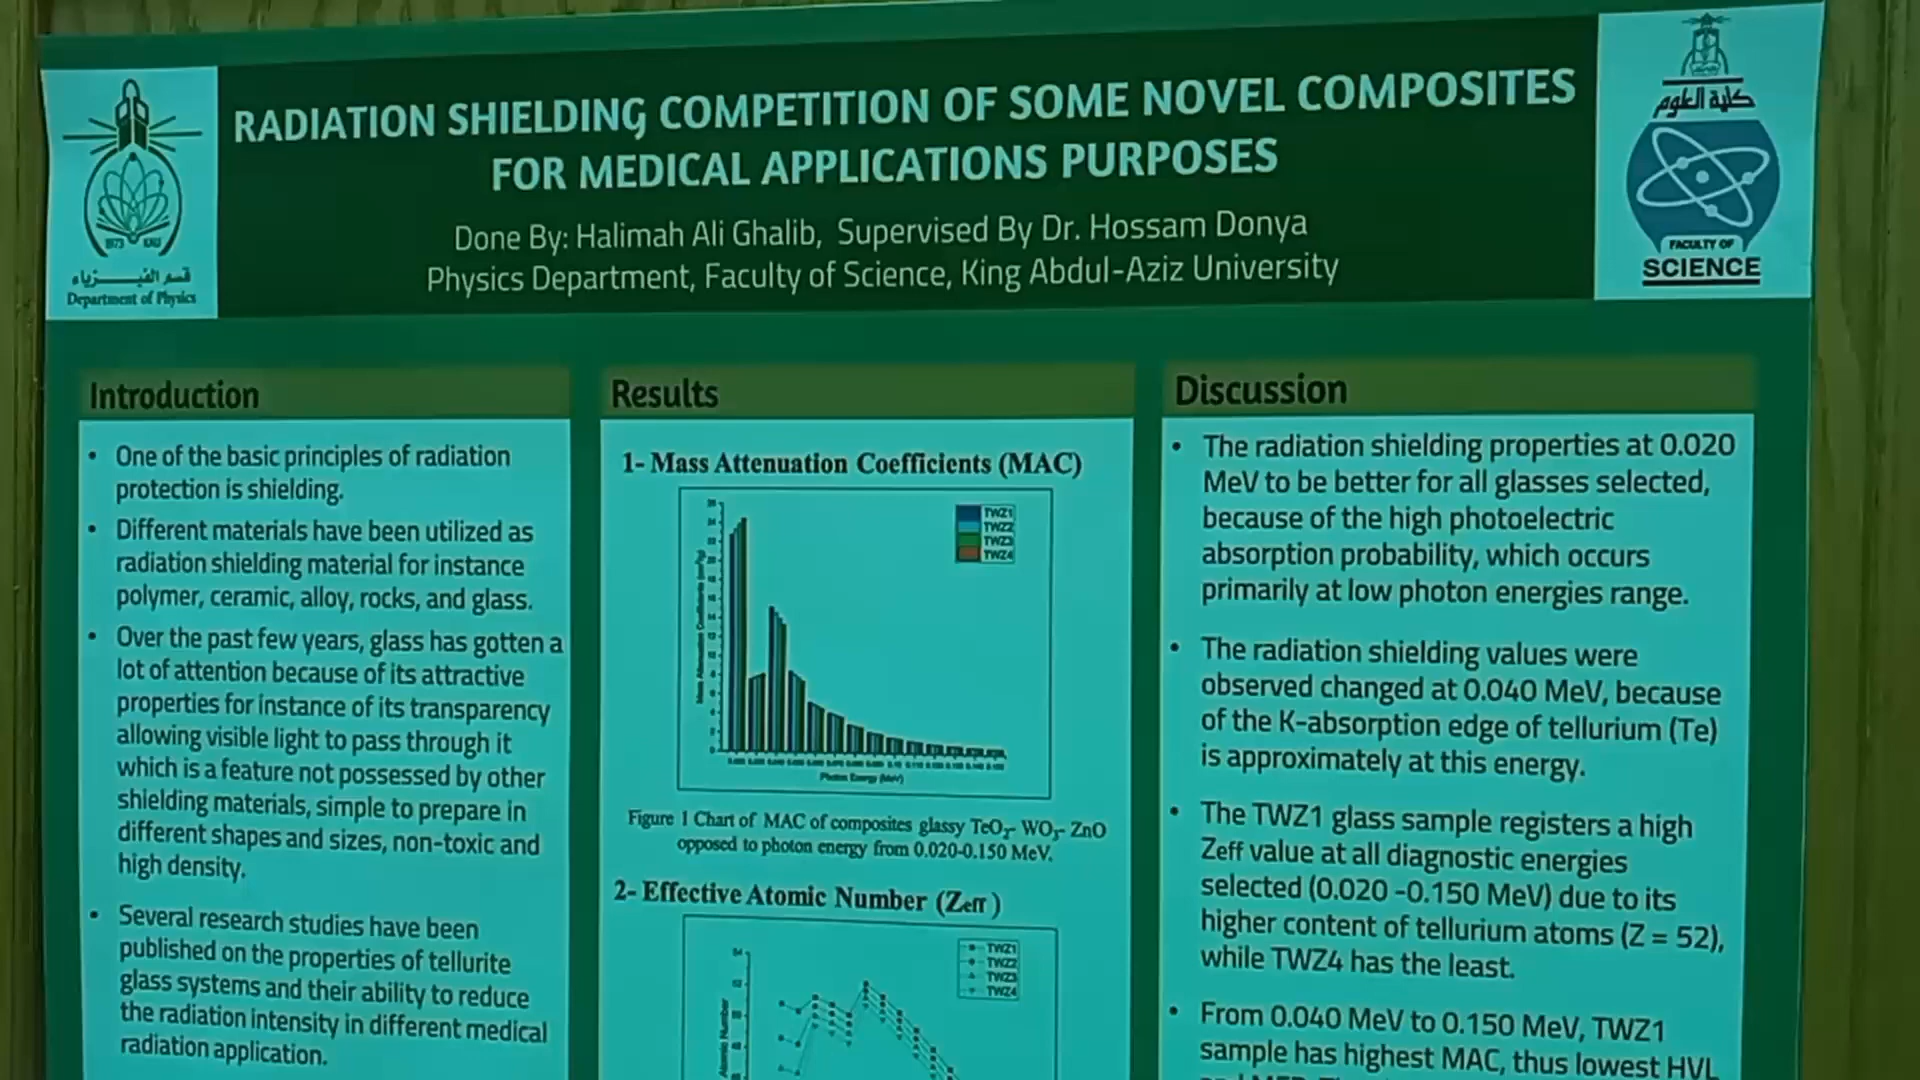 RADIATION SHIELDING COMPETITION OF SOME NOVEL COMPOSITES
FOR MEDICAL APPLICATIONS PURPOSES
Done By: Halimah Ali Ghalib, Supervised By Dr. Hossam Donya
Physics Department, Faculty of Science, King Abdul-Aziz University
1973 KAU
قسم الفيزياء
Department of Physics
كلية العلوم
FACULTY OF
SCIENCE
Introduction
• One of the basic principles of radiation
protection is shielding.
• Different materials have been utilized as
radiation shielding material for instance
polymer, ceramic, alloy, rocks, and glass.
• Over the past few years, glass has gotten a
lot of attention because of its attractive
properties for instance of its transparency
allowing visible light to pass through it
which is a feature not possessed by other
shielding materials, simple to prepare in
different shapes and sizes, non-toxic and
high density.
• Several research studies have been
published on the properties of tellurite
glass systems and their ability to reduce
the radiation intensity in different medical
radiation application.
Results
1- Mass Attenuation Coefficients (MAC)
TWZ1
TWZ2
TWZ3
TWZ4
Photon Energy (MeV)
Figure 1 Chart of MAC of composites glassy TeO₂- WO₃- ZnO
opposed to photon energy from 0.020-0.150 MeV.
2- Effective Atomic Number (Zeff )
TWZ1
TWZ2
TWZ3
TWZ4
Atomic Number
Discussion
• The radiation shielding properties at 0.020
MeV to be better for all glasses selected,
because of the high photoelectric
absorption probability, which occurs
primarily at low photon energies range.
• The radiation shielding values were
observed changed at 0.040 MeV, because
of the K-absorption edge of tellurium (Te)
is approximately at this energy.
• The TWZ1 glass sample registers a high
Zeff value at all diagnostic energies
selected (0.020 -0.150 MeV) due to its
higher content of tellurium atoms (Z = 52),
while TWZ4 has the least.
• From 0.040 MeV to 0.150 MeV, TWZ1
sample has highest MAC, thus lowest HVL